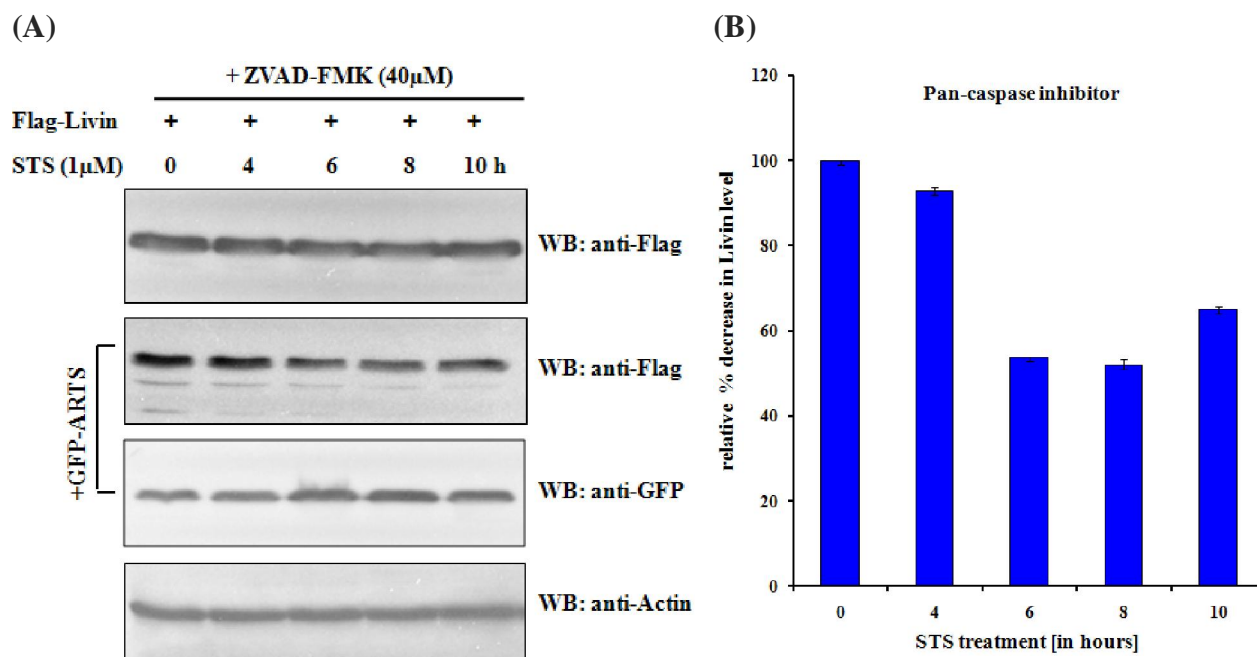 (A)
+ ZVAD-FMK (40µM)
Flag-Livin + + + + +
STS (1µM) 0 4 6 8 10 h
WB: anti-Flag
+GFP-ARTS
WB: anti-Flag
WB: anti-GFP
WB: anti-Actin
(B)
Pan-caspase inhibitor
relative % decrease in Livin level
120
100
80
60
40
20
0
0 4 6 8 10
STS treatment [in hours]